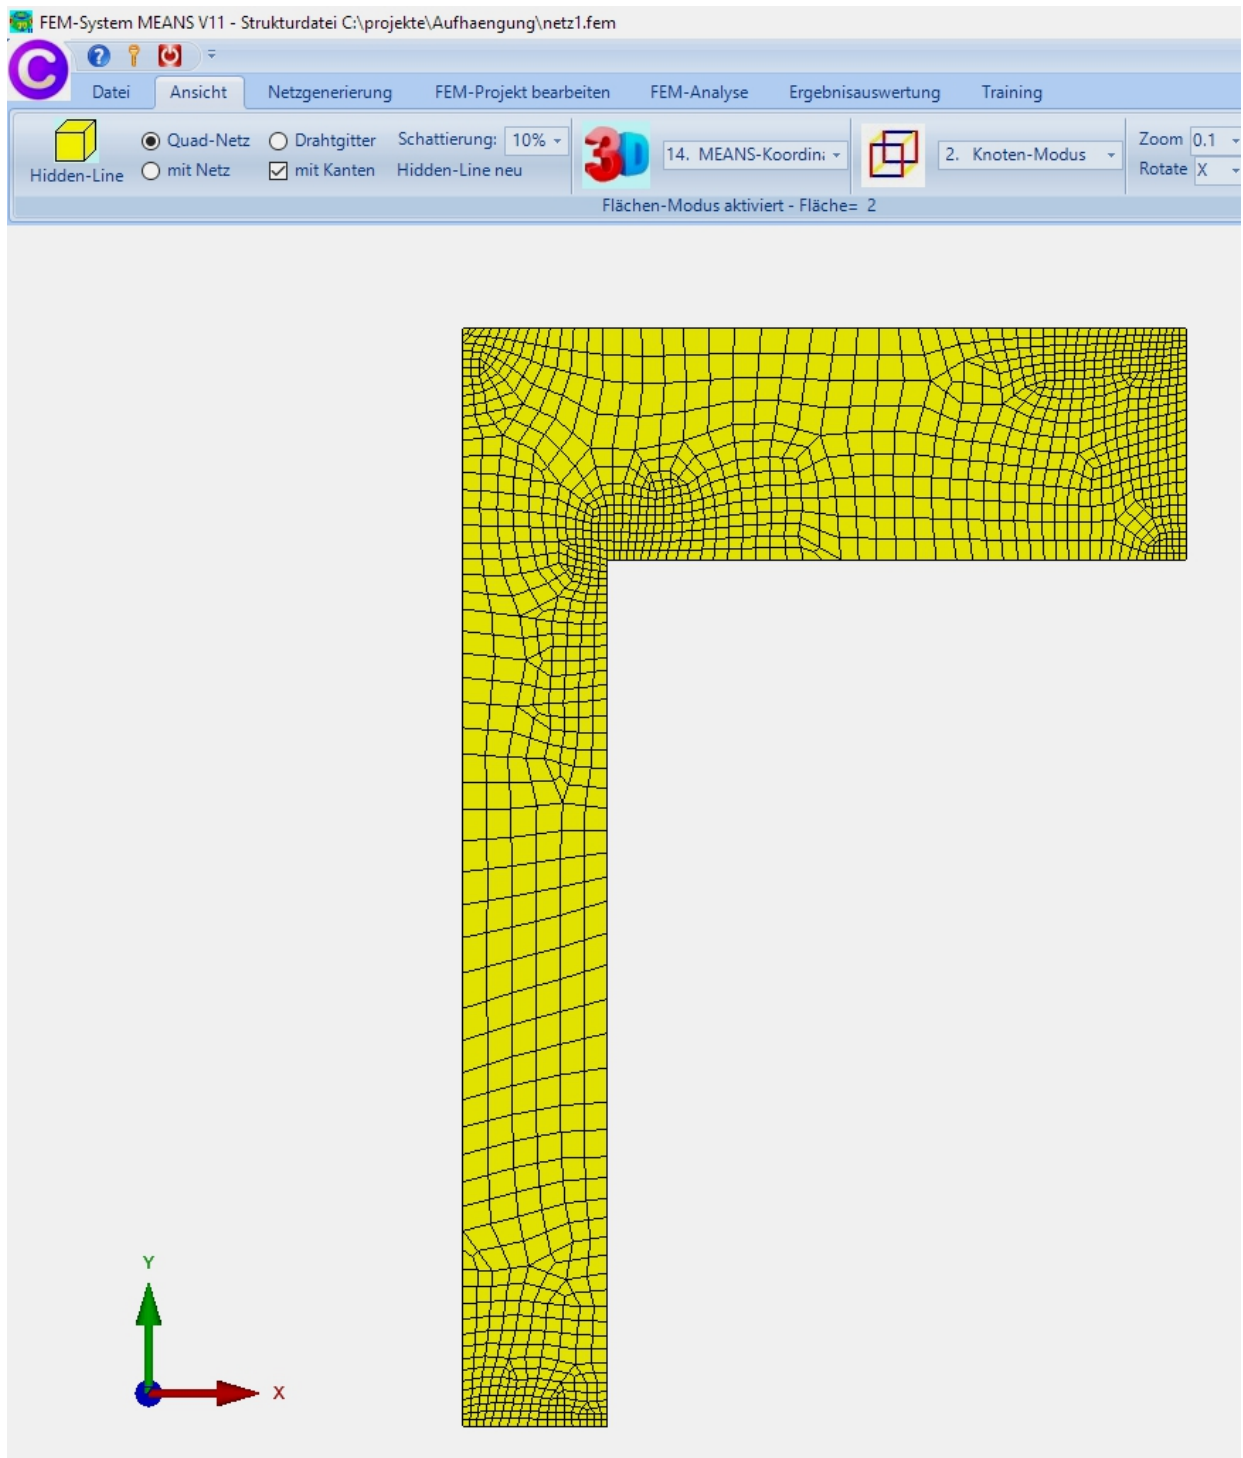 FEM-System MEANS V11 - Strukturdatei C:\projekte\Aufhaengung\netz1.fem
C
Datei Ansicht Netzgenerierung FEM-Projekt bearbeiten FEM-Analyse Ergebnisauswertung Training
Quad-Netz Drahtgitter Schattierung: 10% 3D 14. MEANS-Koordin 2. Knoten-Modus Zoom 0.1
Hidden-Line mit Netz mit Kanten Hidden-Line neu Rotate X
Flächen-Modus aktiviert - Fläche= 2
Y
X